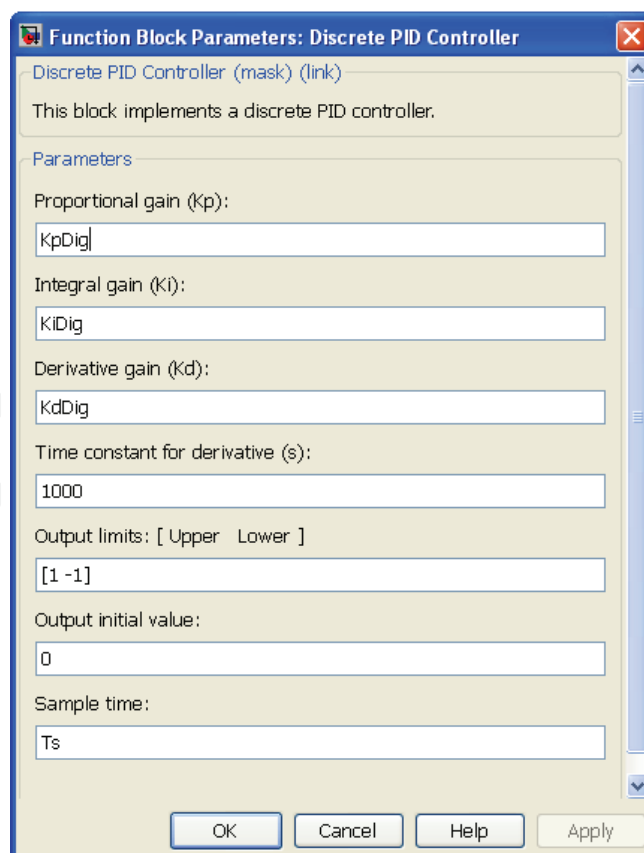 Function Block Parameters: Discrete PID Controller
Discrete PID Controller (mask) (link)
This block implements a discrete PID controller.
Parameters
Proportional gain (Kp):
KpDig
Integral gain (Ki):
KiDig
Derivative gain (Kd):
KdDig
Time constant for derivative (s):
1000
Output limits: [ Upper   Lower ]
[1 -1]
Output initial value:
0
Sample time:
Ts
OK Cancel Help Apply